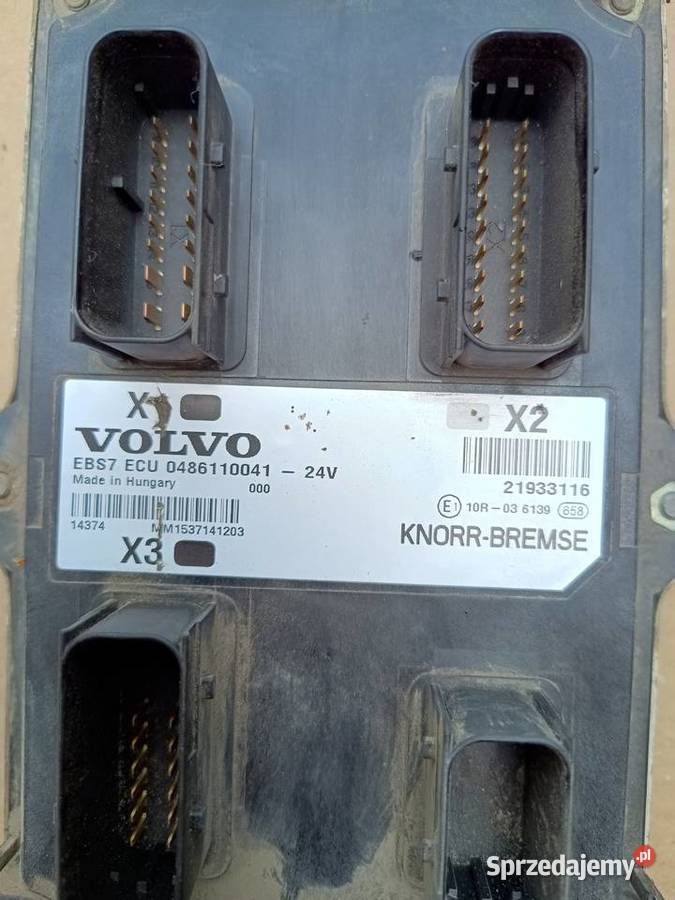 X1
X2
VOLVO
EBS7 ECU 0486110041 - 24V
Made in Hungary
000
21933116
E1 10R-03 6139 658
14374
MM1537141203
KNORR-BREMSE
X3
Sprzedajemy.pl